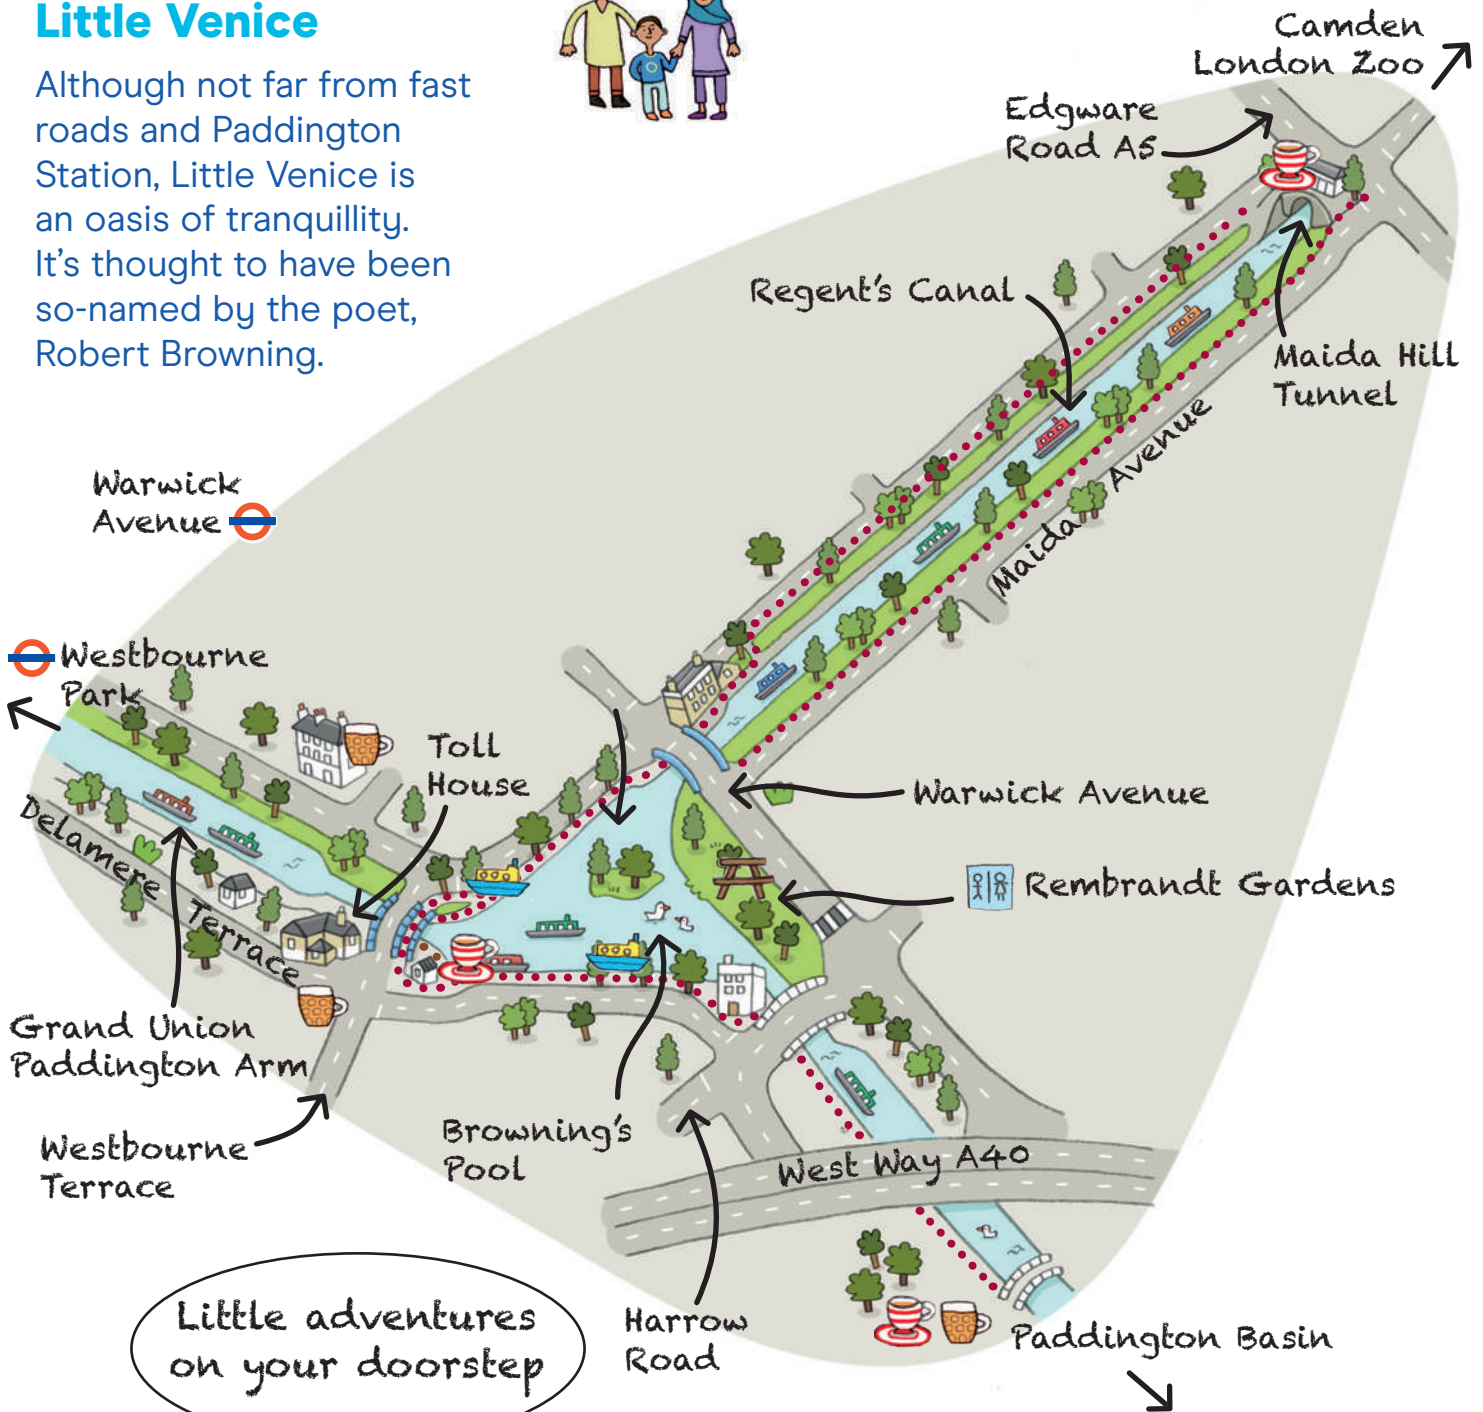 Little Venice
Although not far from fast
roads and Paddington
Station, Little Venice is
an oasis of tranquillity.
It's thought to have been
so-named by the poet,
Robert Browning.
Camden
London Zoo
Edgware
Road A5
Regent's Canal
Maida Hill
Tunnel
Maida Avenue
Warwick
Avenue
Westbourne
Park
Toll
House
Delamere Terrace
Warwick Avenue
Rembrandt Gardens
Grand Union
Paddington Arm
Westbourne
Terrace
Browning's
Pool
West Way A40
Harrow
Road
Paddington Basin
Little adventures
on your doorstep